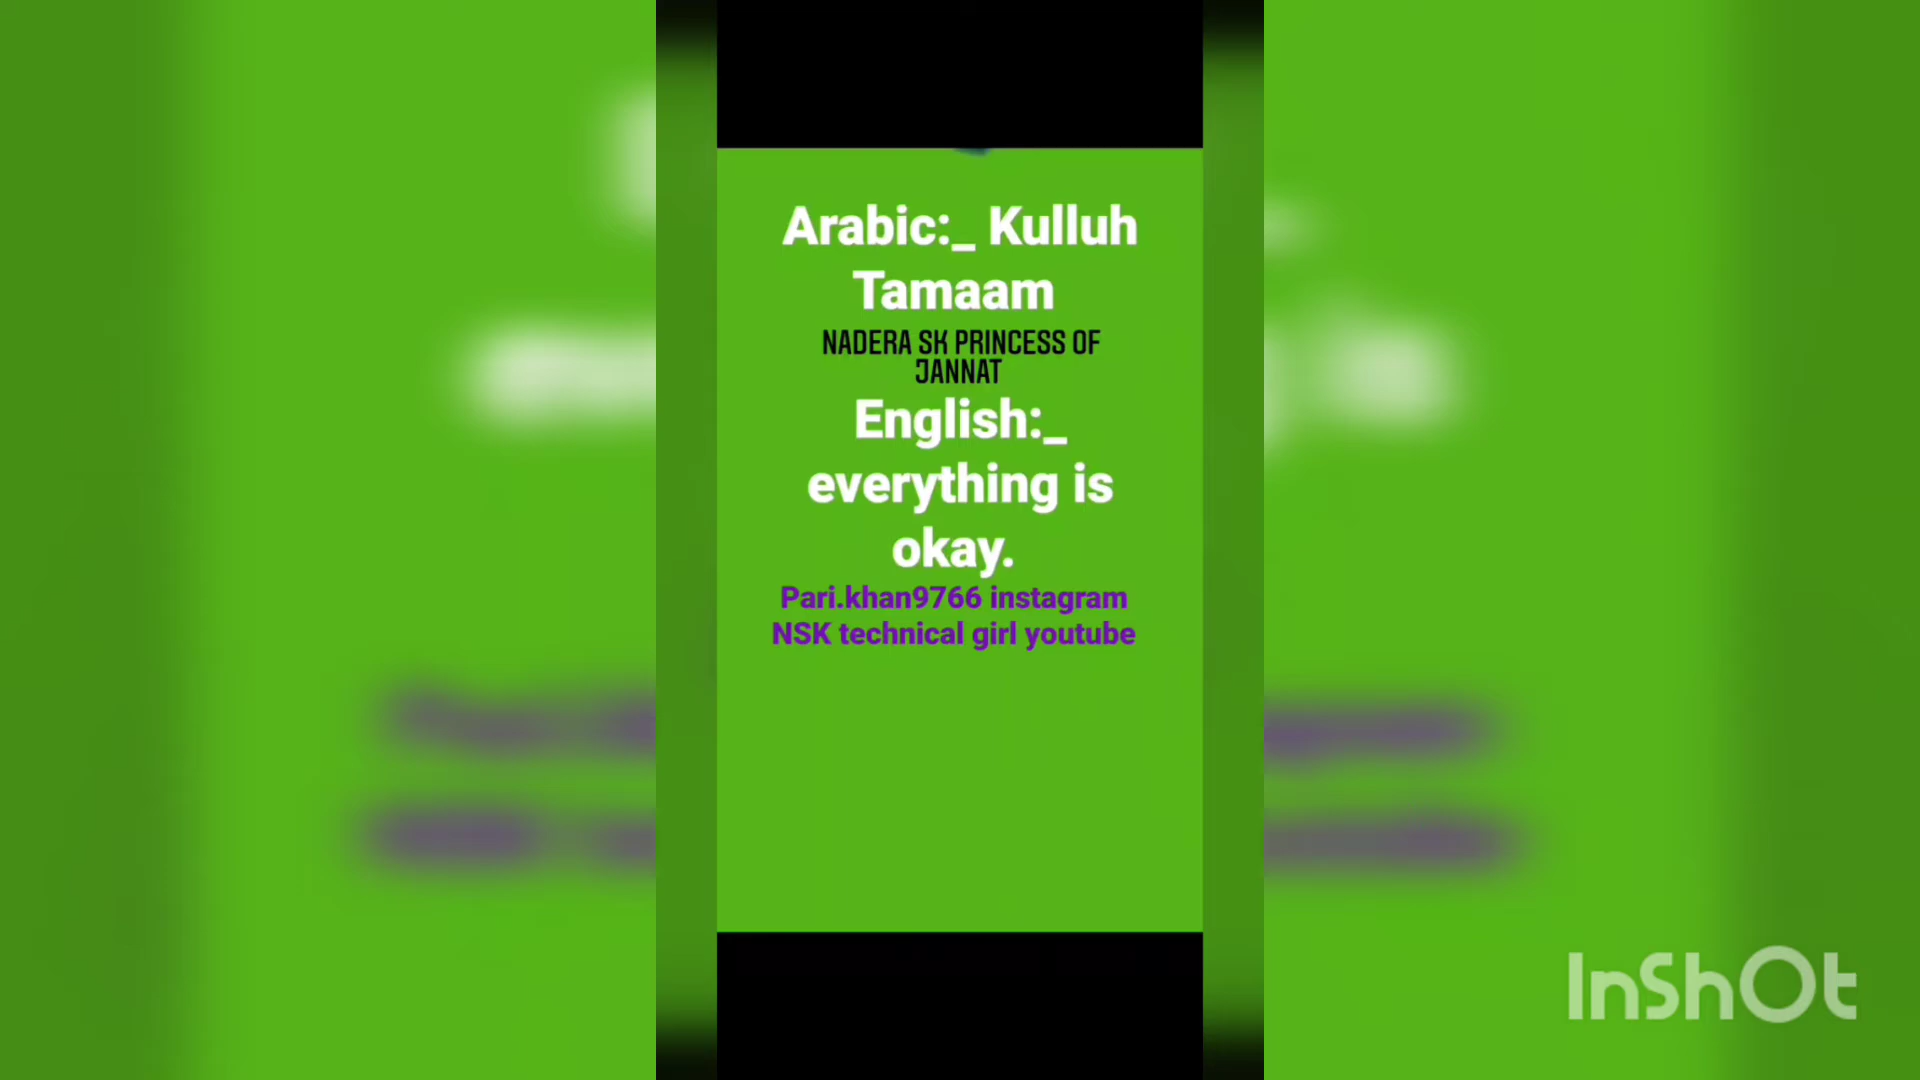 Arabic:_ Kulluh
Tamaam
NADERA SK PRINCESS OF
JANNAT
English:_
everything is
okay.
Pari.khan9766 instagram
NSK technical girl youtube
InShOt